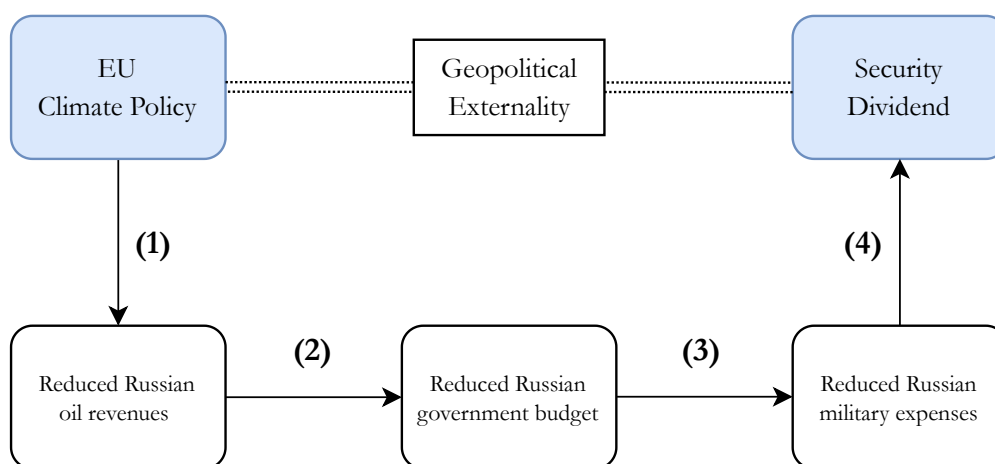 EU
Climate Policy
Geopolitical
Externality
Security
Dividend
(1)
(4)
Reduced Russian
oil revenues
(2)
Reduced Russian
government budget
(3)
Reduced Russian
military expenses